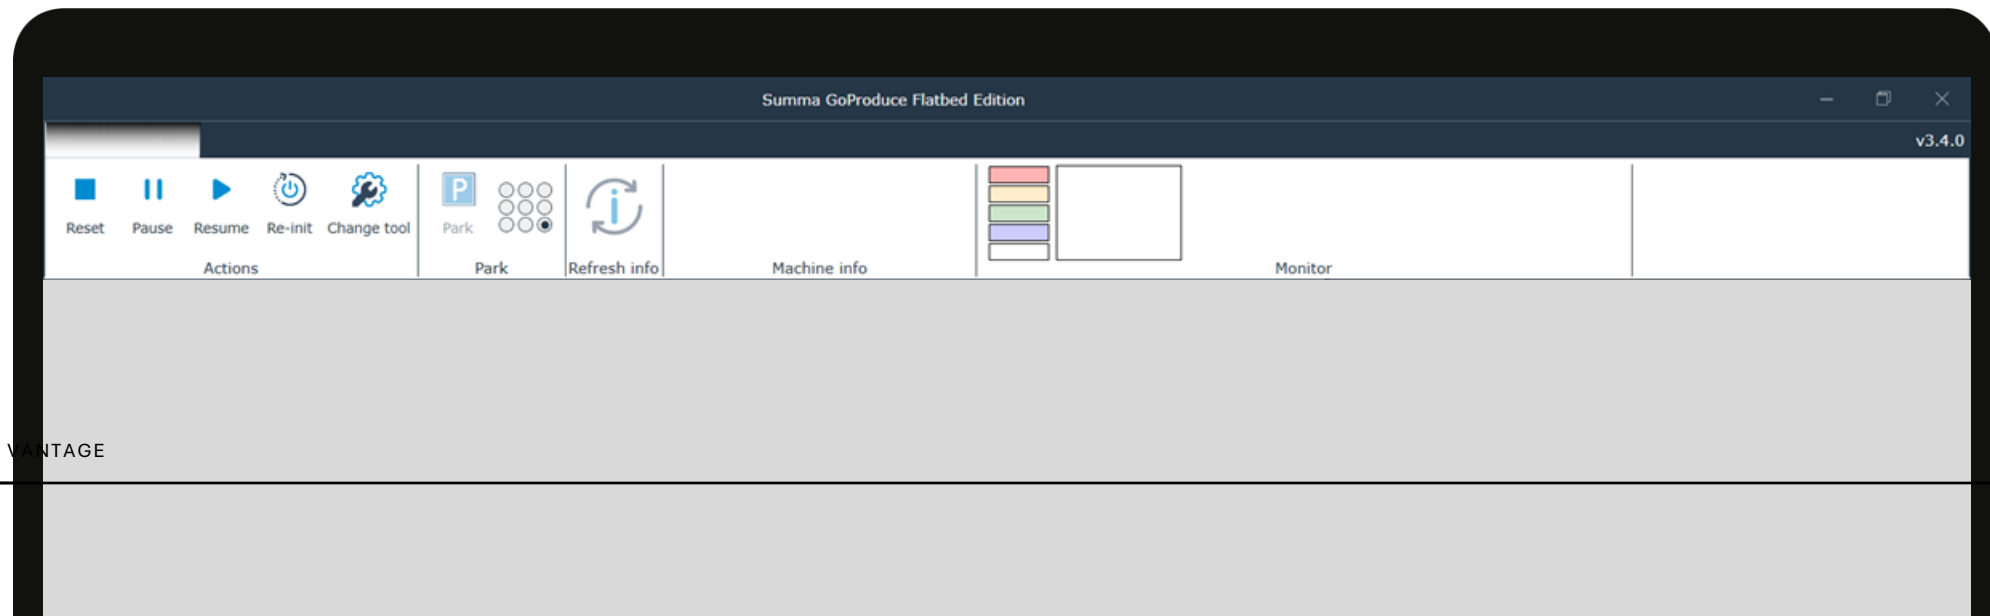 Summa GoProduce Flatbed Edition
v3.4.0
Reset Pause Resume Re-init Change tool P Park
Actions Park Refresh info Machine info Monitor
VANTAGE